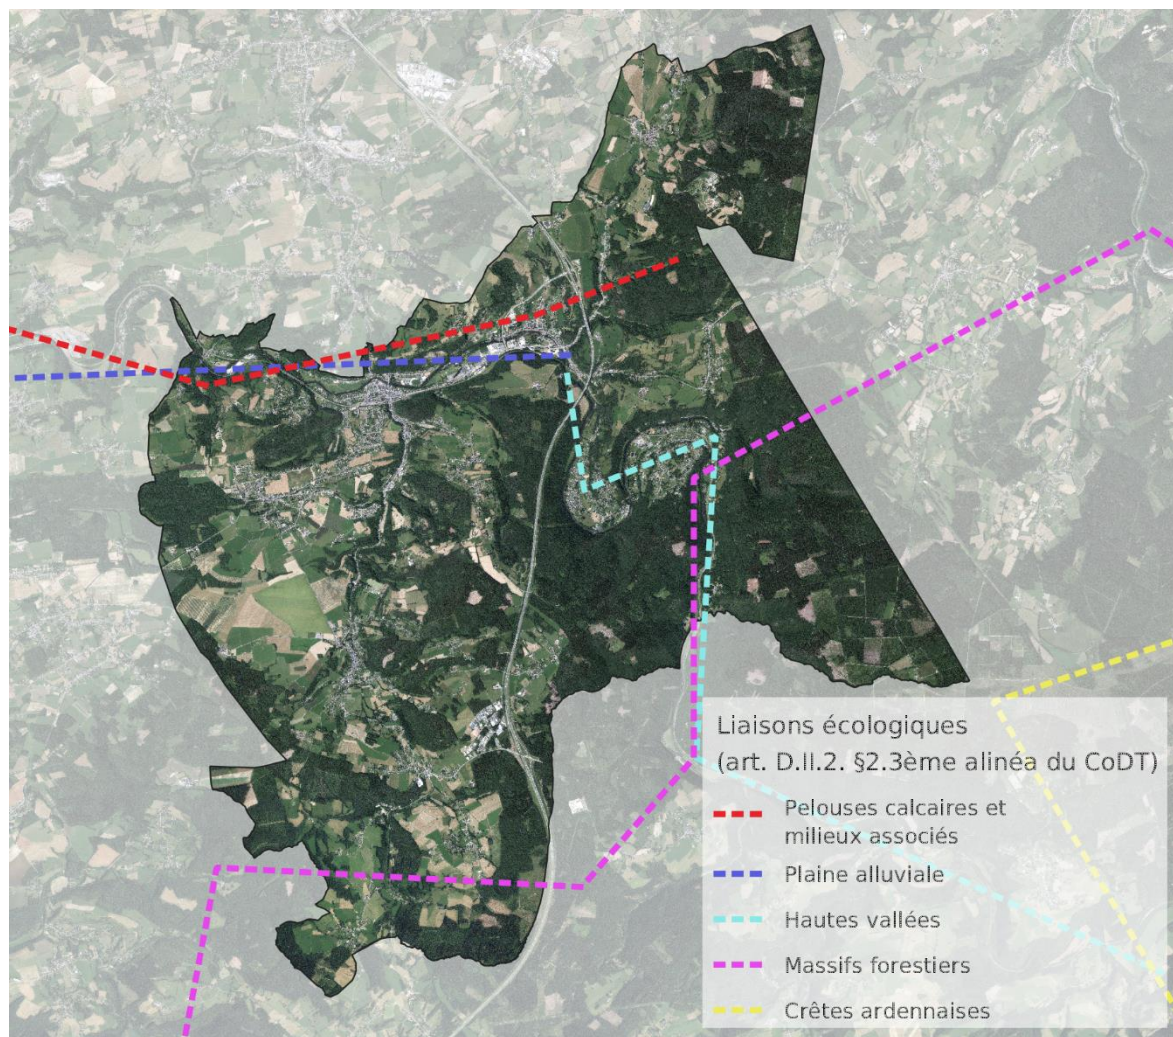 Liaisons écologiques
(art. D.II.2. §2.3ème alinéa du CoDT)
Pelouses calcaires et
milieux associés
Plaine alluviale
Hautes vallées
Massifs forestiers
Crêtes ardennaises